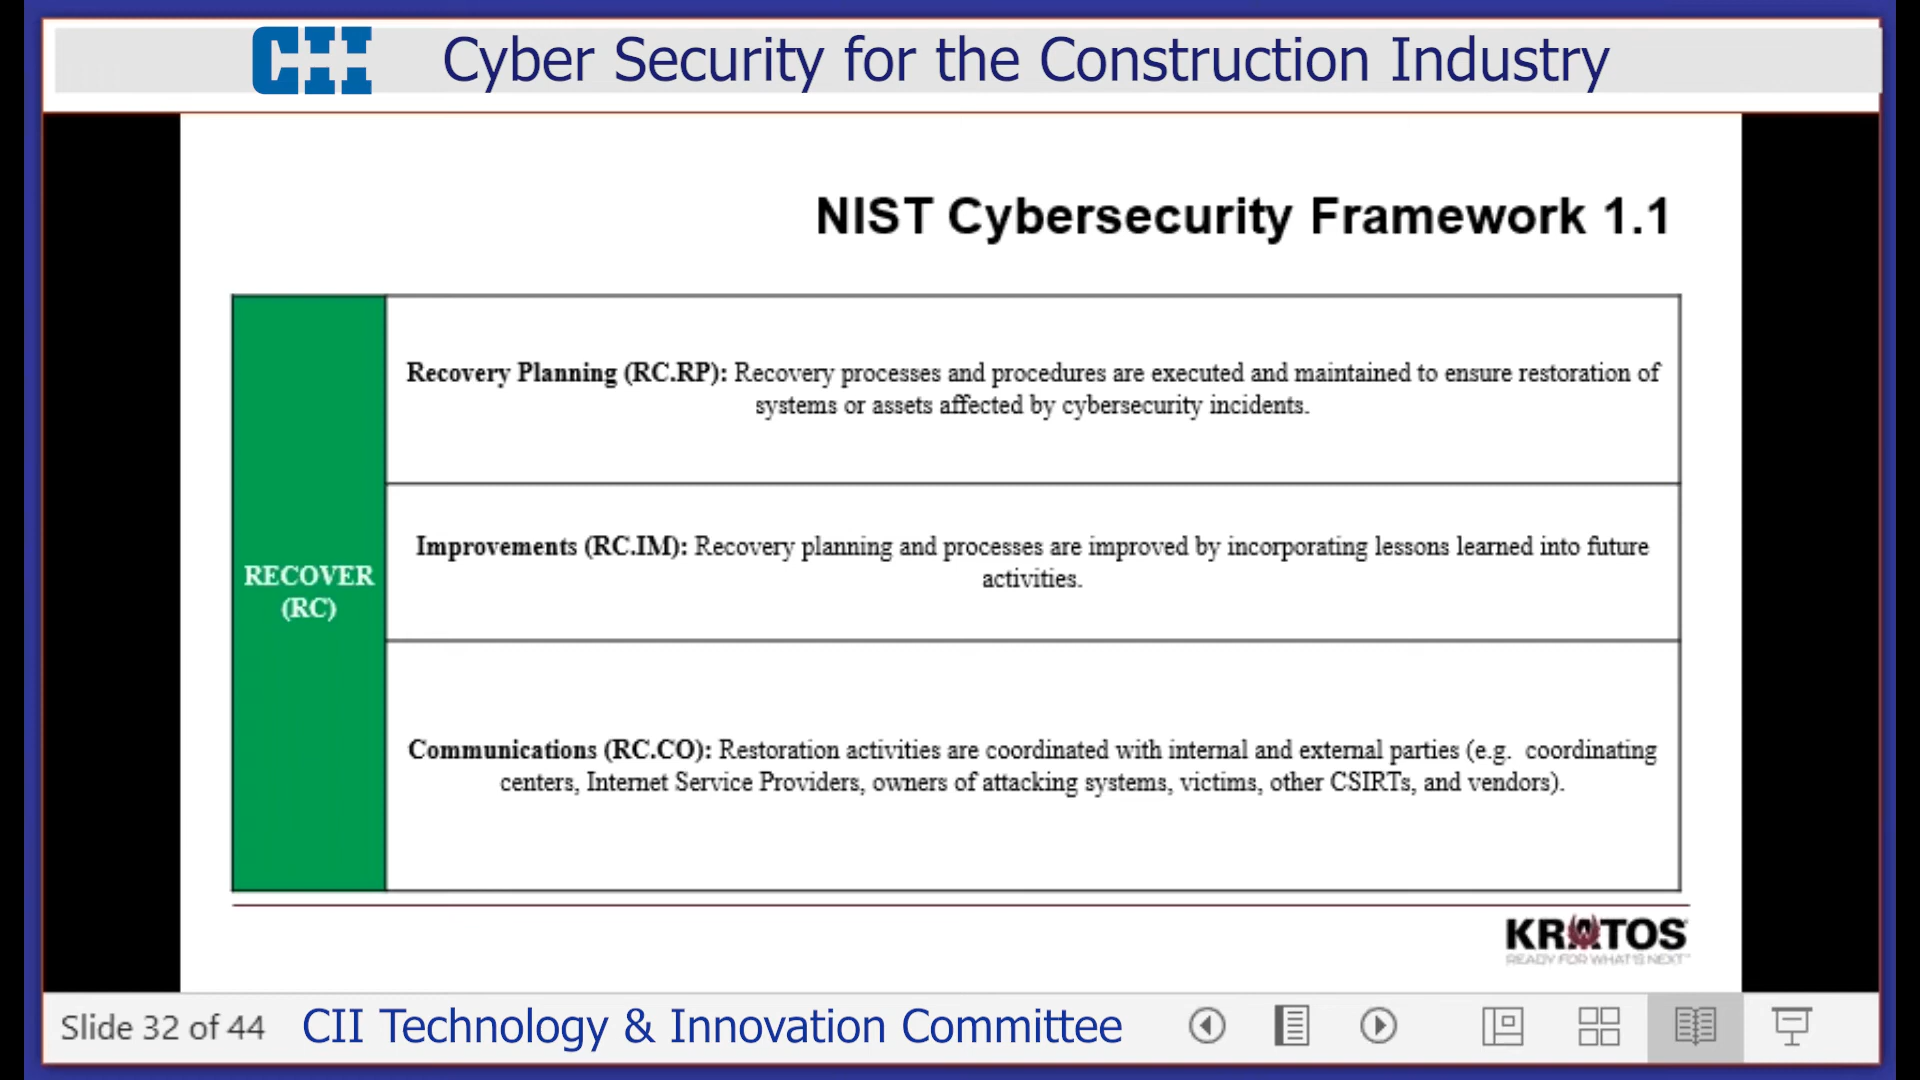 CII Cyber Security for the Construction Industry
NIST Cybersecurity Framework 1.1
RECOVER
(RC)
Recovery Planning (RC.RP): Recovery processes and procedures are executed and maintained to ensure restoration of
systems or assets affected by cybersecurity incidents.
Improvements (RC.IM): Recovery planning and processes are improved by incorporating lessons learned into future
activities.
Communications (RC.CO): Restoration activities are coordinated with internal and external parties (e.g.  coordinating
centers, Internet Service Providers, owners of attacking systems, victims, other CSIRTs, and vendors).
KRATOS
READY FOR WHAT'S NEXT
Slide 32 of 44 CII Technology & Innovation Committee